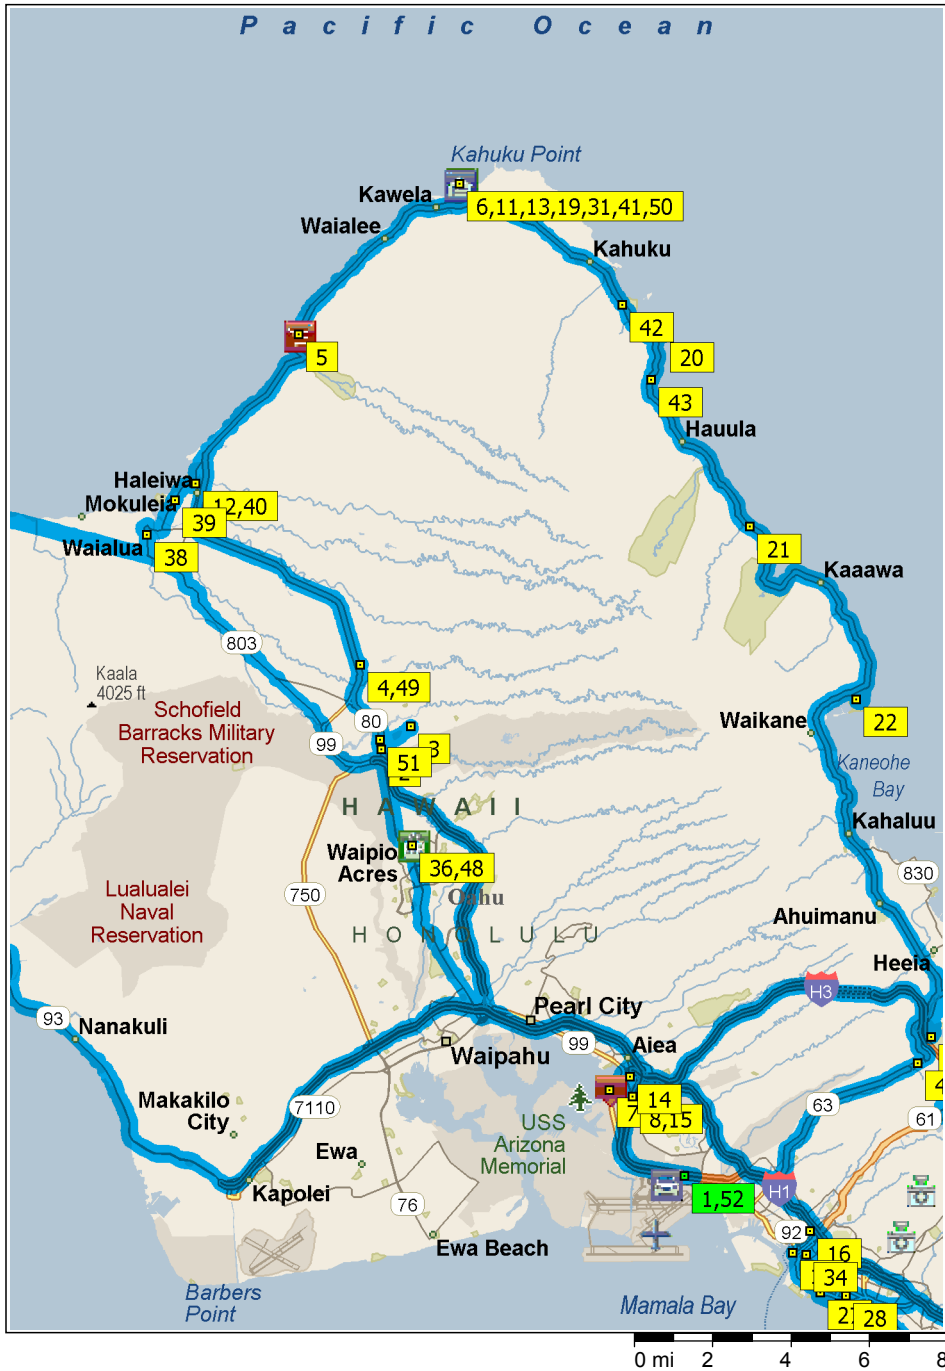 Pacific Ocean
Kahuku Point
Kawela
6,11,13,19,31,41,50
Waialee
Kahuku
42
20
5
43
Hauula
Haleiwa
12,40
Mokuleia
39
21
Waialua
38
Kaaawa
803
Kaala
4025 ft
4,49
Schofield
Barracks Military
Reservation
80
22
Waikane
99
3
51
2
Kaneohe
Bay
HAWAII
Kahaluu
Waipio
Acres
36,48
830
Lualualei
Naval
Reservation
750
Oahu
Ahuimanu
HONOLULU
Heeia
H3
93
Nanakuli
Pearl City
99
Aiea
Waipahu
4
Makakilo
City
7110
14
7
8,15
63
61
USS
Arizona
Memorial
Ewa
Kapolei
1,52
H1
76
92
Ewa Beach
16
34
Barbers
Point
Mamala Bay
28
0 mi 2 4 6 8